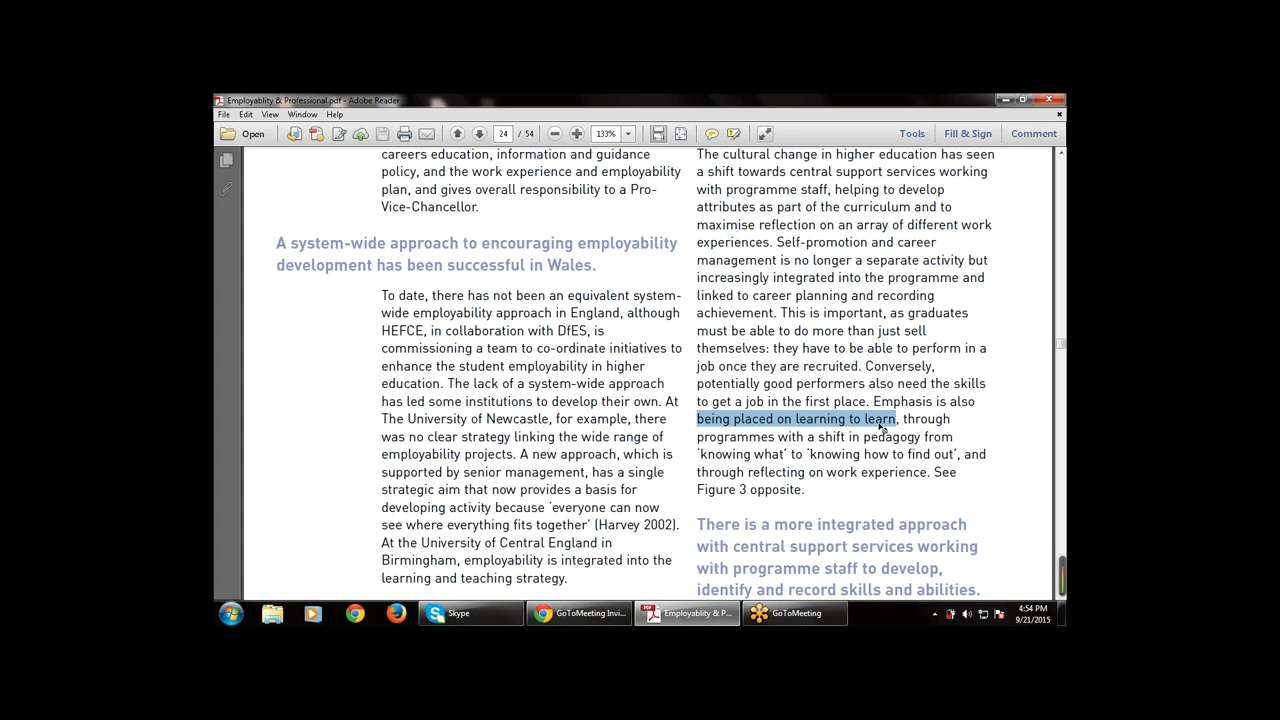 Employablity & Professional.pdf - Adobe Reader
File Edit View Window Help
Open 24 / 54 133% Tools Fill & Sign Comment
careers education, information and guidance
policy, and the work experience and employability
plan, and gives overall responsibility to a Pro-
Vice-Chancellor.
A system-wide approach to encouraging employability
development has been successful in Wales.
To date, there has not been an equivalent system-
wide employability approach in England, although
HEFCE, in collaboration with DfES, is
commissioning a team to co-ordinate initiatives to
enhance the student employability in higher
education. The lack of a system-wide approach
has led some institutions to develop their own. At
The University of Newcastle, for example, there
was no clear strategy linking the wide range of
employability projects. A new approach, which is
supported by senior management, has a single
strategic aim that now provides a basis for
developing activity because 'everyone can now
see where everything fits together' (Harvey 2002).
At the University of Central England in
Birmingham, employability is integrated into the
learning and teaching strategy.
The cultural change in higher education has seen
a shift towards central support services working
with programme staff, helping to develop
attributes as part of the curriculum and to
maximise reflection on an array of different work
experiences. Self-promotion and career
management is no longer a separate activity but
increasingly integrated into the programme and
linked to career planning and recording
achievement. This is important, as graduates
must be able to do more than just sell
themselves: they have to be able to perform in a
job once they are recruited. Conversely,
potentially good performers also need the skills
to get a job in the first place. Emphasis is also
being placed on learning to learn, through
programmes with a shift in pedagogy from
'knowing what' to 'knowing how to find out', and
through reflecting on work experience. See
Figure 3 opposite.
There is a more integrated approach
with central support services working
with programme staff to develop,
identify and record skills and abilities.
Skype GoToMeeting Invi... Employablity & P... GoToMeeting 4:54 PM
9/21/2015